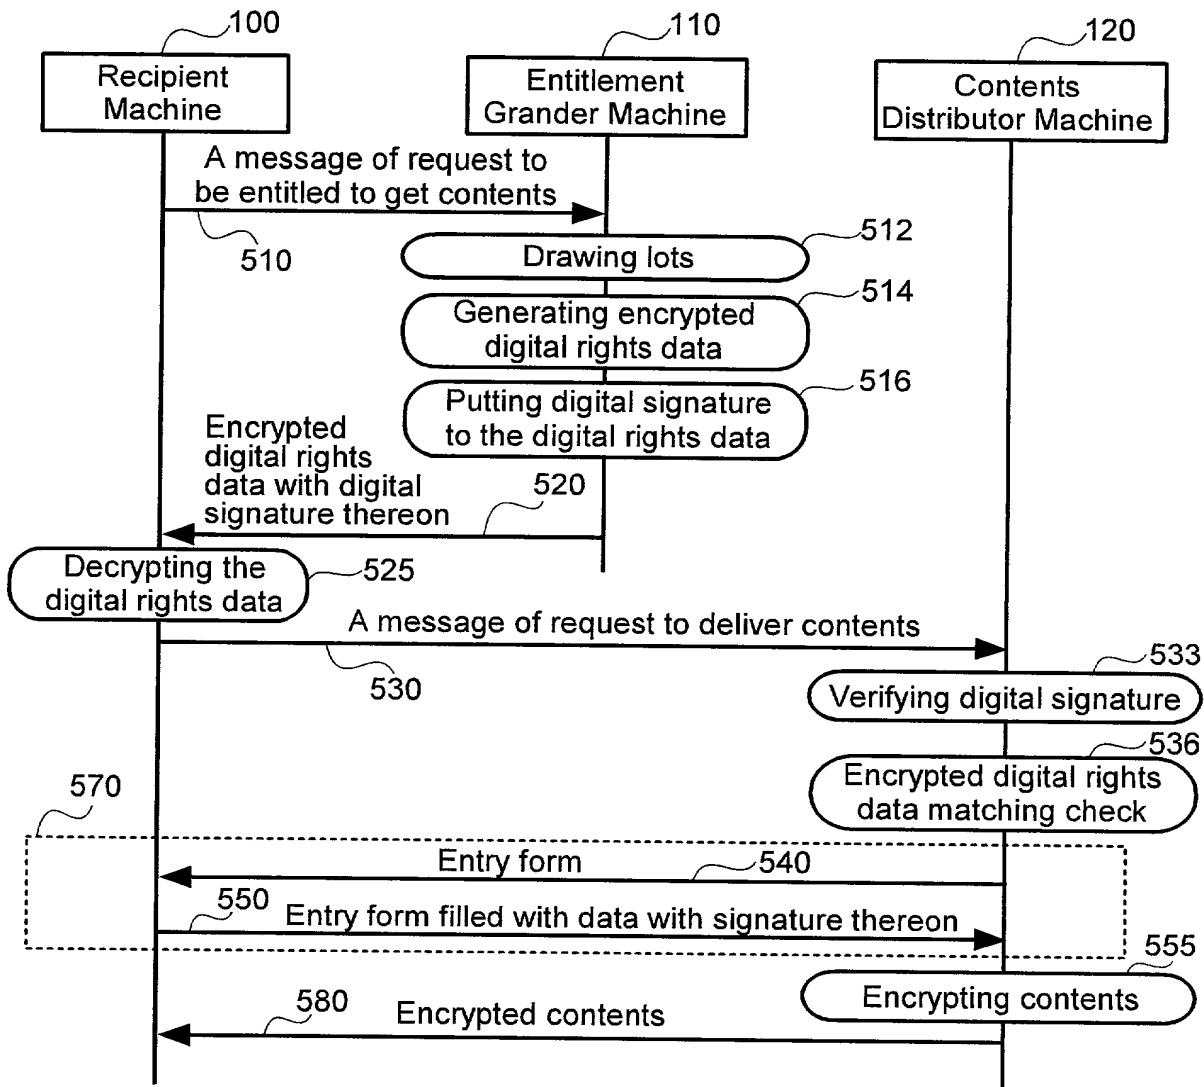 100
110
120
Recipient
Machine
Entitlement
Grander Machine
Contents
Distributor Machine
A message of request to
be entitled to get contents
510
512
Drawing lots
514
Generating encrypted
digital rights data
516
Putting digital signature
to the digital rights data
Encrypted
digital rights
data with digital
signature thereon
520
Decrypting the
digital rights data
525
A message of request to deliver contents
530
533
Verifying digital signature
536
Encrypted digital rights
data matching check
570
Entry form
540
550
Entry form filled with data with signature thereon
555
Encrypting contents
580
Encrypted contents